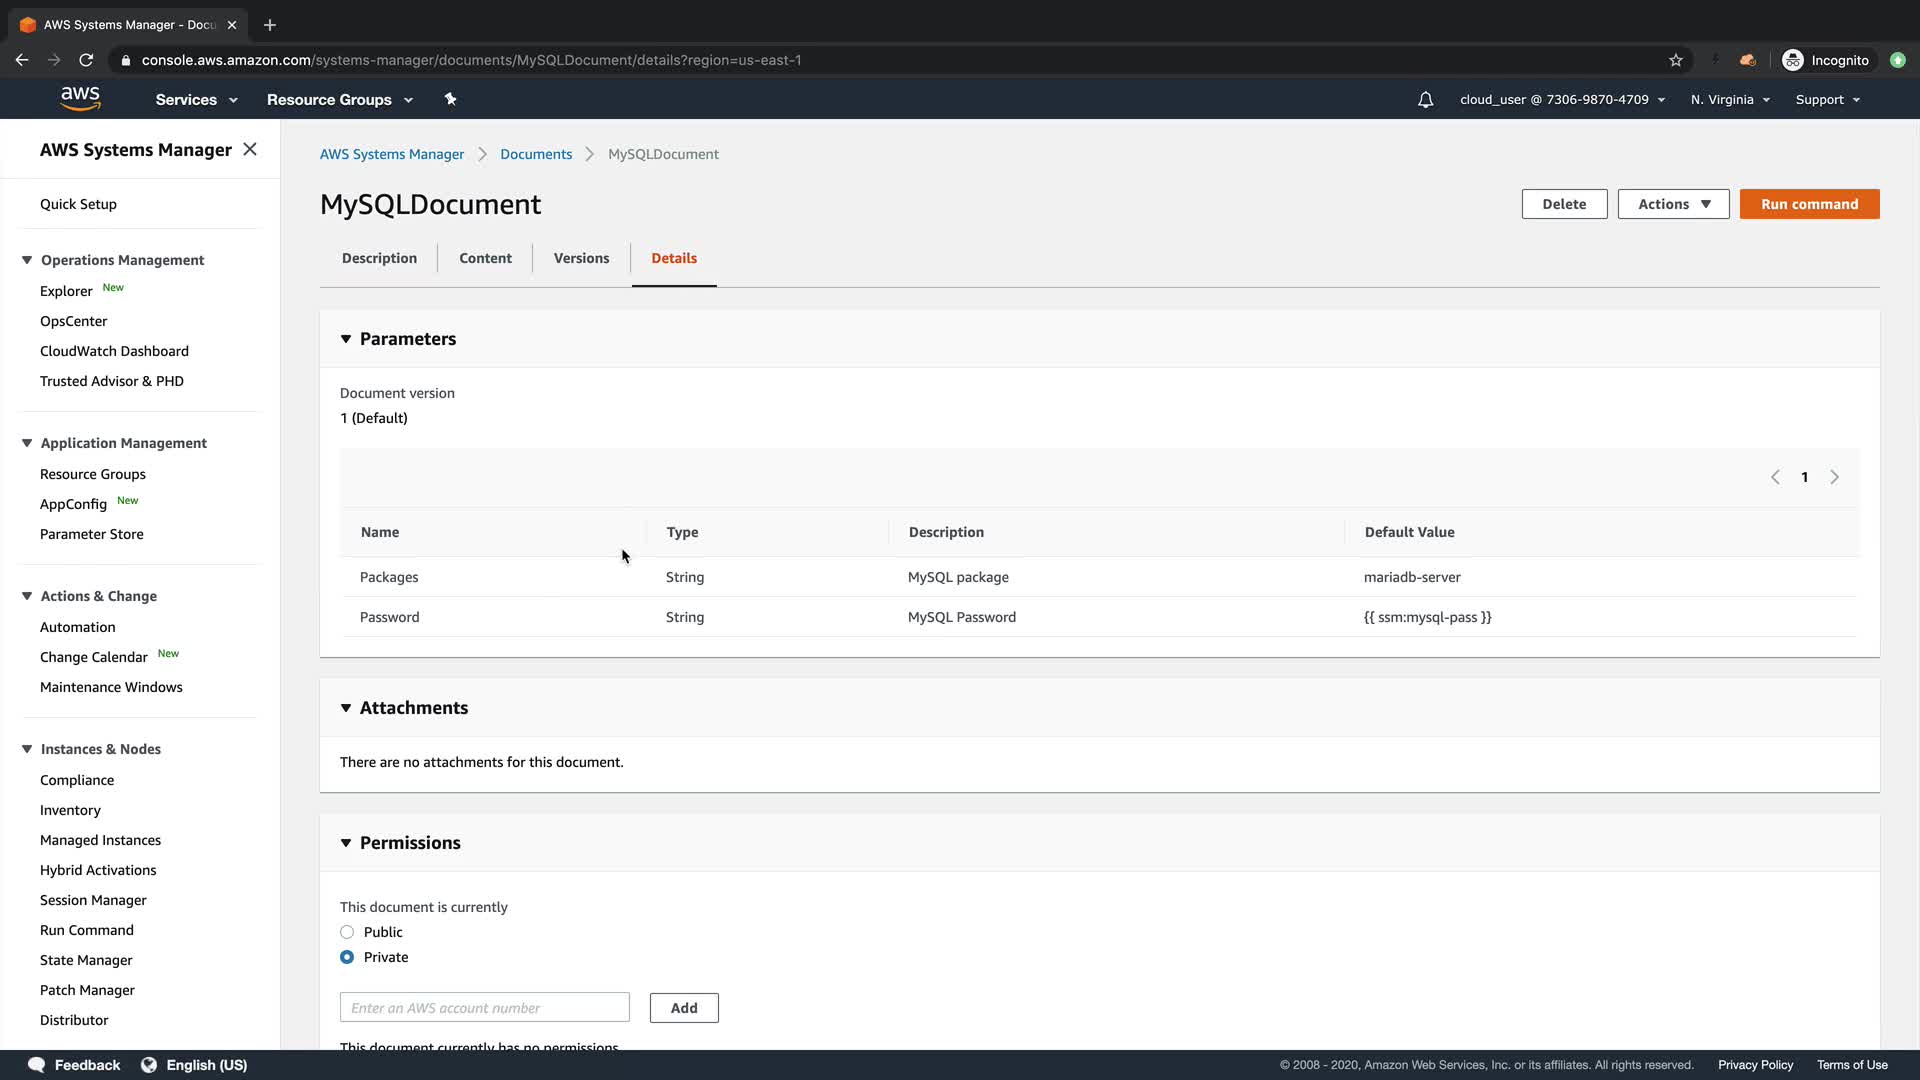 AWS Systems Manager - Docu
console.aws.amazon.com/systems-manager/documents/MySQLDocument/details?region=us-east-1
Incognito
aws
Services
Resource Groups
cloud_user @ 7306-9870-4709
N. Virginia
Support
AWS Systems Manager
Quick Setup
Operations Management
Explorer New
OpsCenter
CloudWatch Dashboard
Trusted Advisor & PHD
Application Management
Resource Groups
AppConfig New
Parameter Store
Actions & Change
Automation
Change Calendar New
Maintenance Windows
Instances & Nodes
Compliance
Inventory
Managed Instances
Hybrid Activations
Session Manager
Run Command
State Manager
Patch Manager
Distributor
AWS Systems Manager > Documents > MySQLDocument
MySQLDocument
Delete
Actions
Run command
Description
Content
Versions
Details
Parameters
Document version
1 (Default)
1
Name Type Description Default Value
Packages String MySQL package mariadb-server
Password String MySQL Password {{ ssm:mysql-pass }}
Attachments
There are no attachments for this document.
Permissions
This document is currently
Public
Private
Enter an AWS account number
Add
This document currently has no permissions
Feedback
English (US)
© 2008 - 2020, Amazon Web Services, Inc. or its affiliates. All rights reserved.
Privacy Policy
Terms of Use